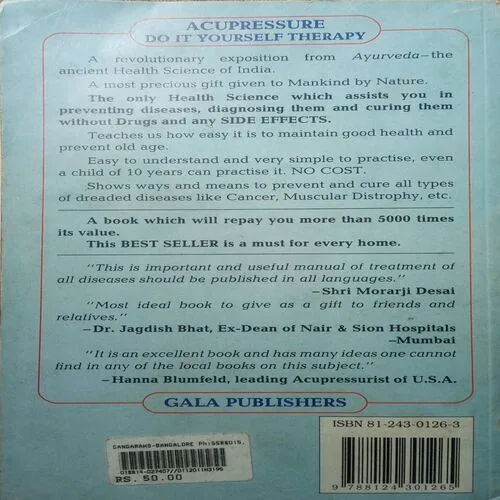 ACUPRESSURE
DO IT YOURSELF THERAPY
A revolutionary exposition from Ayurveda—the
ancient Health Science of India.
A most precious gift given to Mankind by Nature.
The only Health Science which assists you in
preventing diseases, diagnosing them and curing them
without Drugs and any SIDE EFFECTS.
Teaches us how easy it is to maintain good health and
prevent old age.
Easy to understand and very simple to practise, even
a child of 10 years can practise it. NO COST.
Shows ways and means to prevent and cure all types
of dreaded diseases like Cancer, Muscular Distrophy, etc.
A book which will repay you more than 5000 times
its value.
This BEST SELLER is a must for every home.
"This is important and useful manual of treatment of
all diseases should be published in all languages."
—Shri Morarji Desai
"Most ideal book to give as a gift to friends and
relatives."
—Dr. Jagdish Bhat, Ex-Dean of Nair & Sion Hospitals
—Mumbai
"It is an excellent book and has many ideas one cannot
find in any of the local books on this subject."
—Hanna Blumfeld, leading Acupressurist of U.S.A.
GALA PUBLISHERS
ISBN 81-243-0126-3
9 788124 301265
RS. 50.00